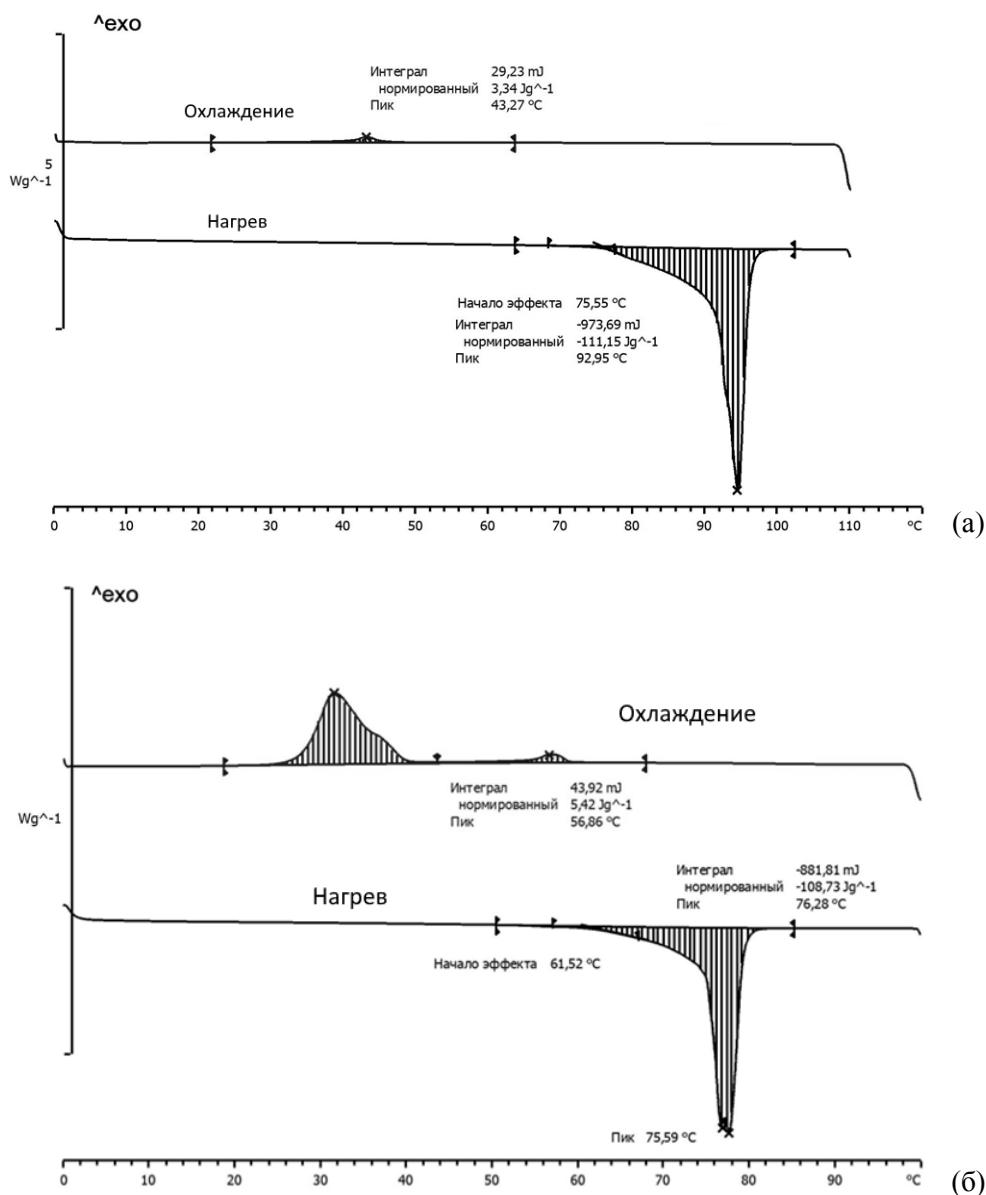 ^exo
Интеграл 29,23 mJ
нормированный 3,34 Jg^-1
Пик 43,27 °C
Охлаждение
5
Wg^-1
Нагрев
Начало эффекта 75,55 °C
Интеграл -973,69 mJ
нормированный -111,15 Jg^-1
Пик 92,95 °C
0 10 20 30 40 50 60 70 80 90 100 110 °C
(а)
^exo
Охлаждение
Интеграл 43,92 mJ
нормированный 5,42 Jg^-1
Пик 56,86 °C
Wg^-1
Интеграл -881,81 mJ
нормированный -108,73 Jg^-1
Пик 76,28 °C
Нагрев
Начало эффекта 61,52 °C
Пик 75,59 °C
0 10 20 30 40 50 60 70 80 90 °C
(б)